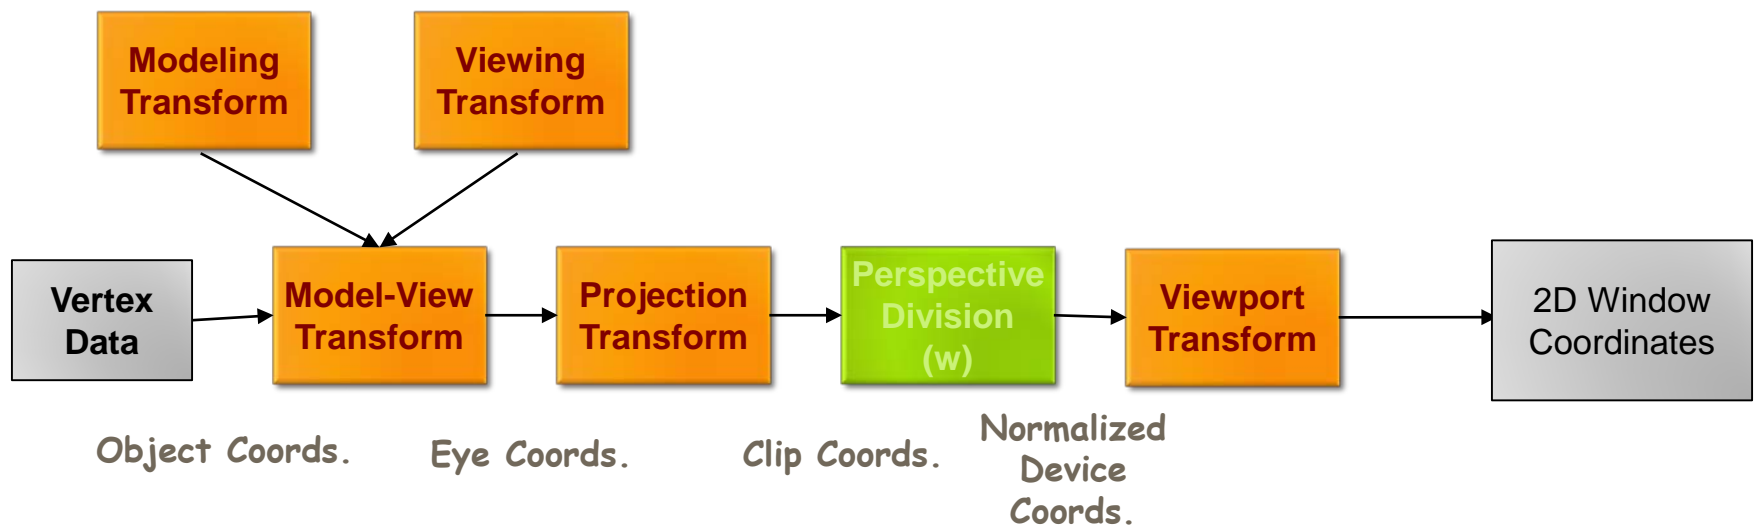 Modeling
Transform
Viewing
Transform
Vertex
Data
Model-View
Transform
Projection
Transform
Perspective
Division
(w)
Viewport
Transform
2D Window
Coordinates
Object Coords.
Eye Coords.
Clip Coords.
Normalized
Device
Coords.